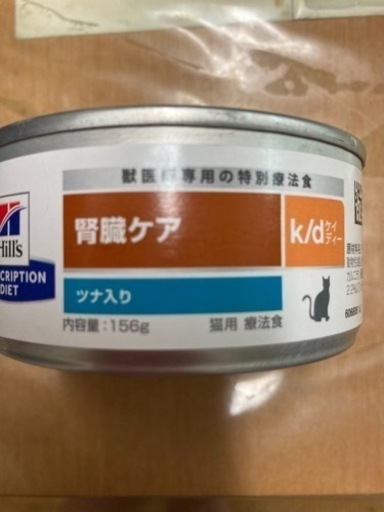 獣医師専用の特別療法食
Hill's
腎臓ケア
k/d ケイディー
CRIPTION
DIET
ツナ入り
内容量:156g
猫用 療法食